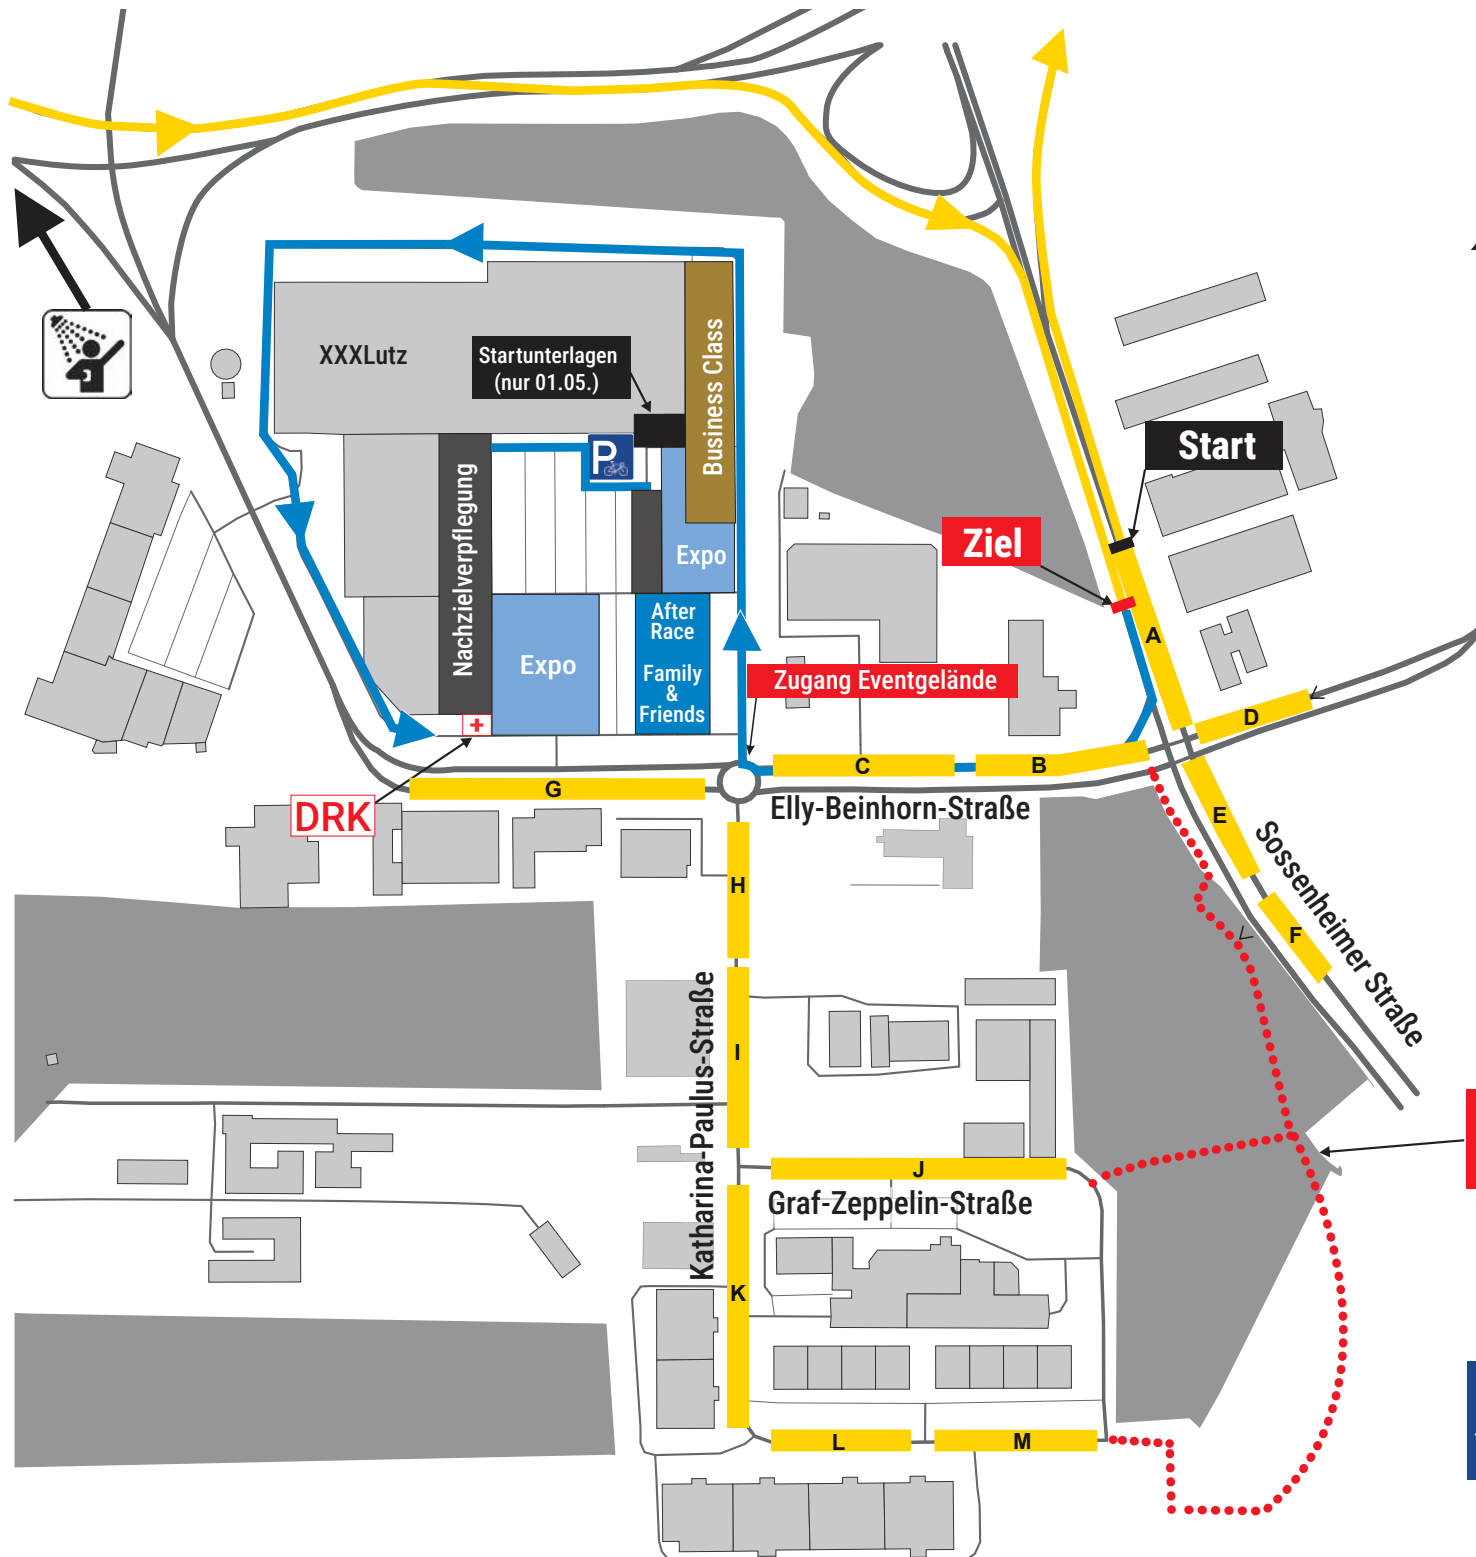 XXXLutz
Startunterlagen
(nur 01.05.)
Business Class
P
Nachzielverpflegung
Expo
Expo
After
Race
Family
&
Friends
Start
Ziel
Zugang Eventgelände
A
D
C
B
G
E
DRK
Elly-Beinhorn-Straße
Sossenheimer Straße
H
F
Katharina-Paulus-Straße
I
J
Graf-Zeppelin-Straße
K
L
M